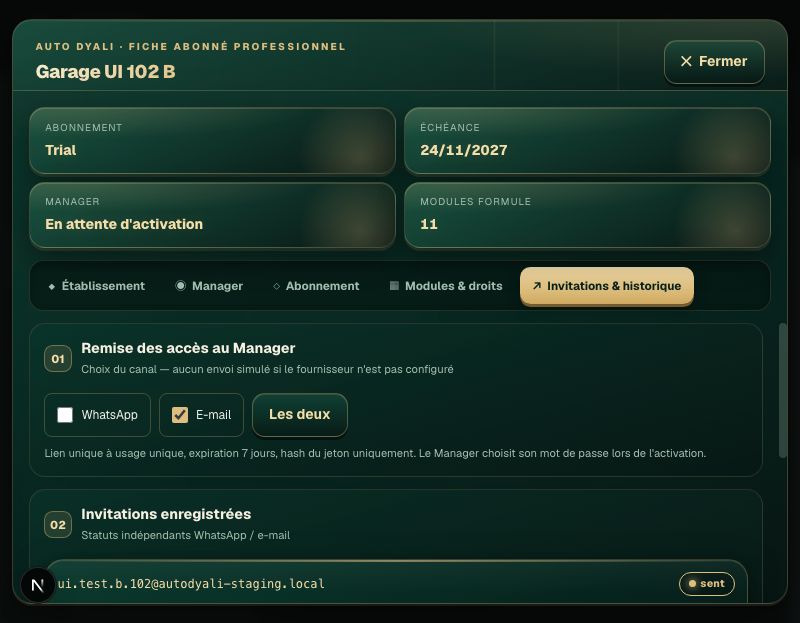 AUTO DYALI · FICHE ABONNÉ PROFESSIONNEL
Garage UI 102 B
Fermer
ABONNEMENT
Trial
ÉCHÉANCE
24/11/2027
MANAGER
En attente d'activation
MODULES FORMULE
11
Établissement
Manager
Abonnement
Modules & droits
Invitations & historique
01
Remise des accès au Manager
Choix du canal — aucun envoi simulé si le fournisseur n'est pas configuré
WhatsApp
E-mail
Les deux
Lien unique à usage unique, expiration 7 jours, hash du jeton uniquement. Le Manager choisit son mot de passe lors de l'activation.
02
Invitations enregistrées
Statuts indépendants WhatsApp / e-mail
ui.test.b.102@autodyali-staging.local
sent
N